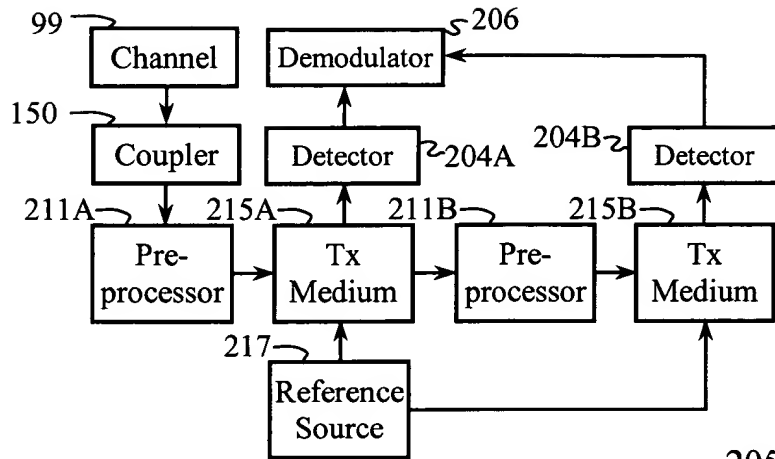 99
Channel
206
Demodulator
150
Coupler
Detector
204A
204B
Detector
211A
Pre-
processor
215A
Tx
Medium
211B
Pre-
processor
215B
Tx
Medium
217
Reference
Source